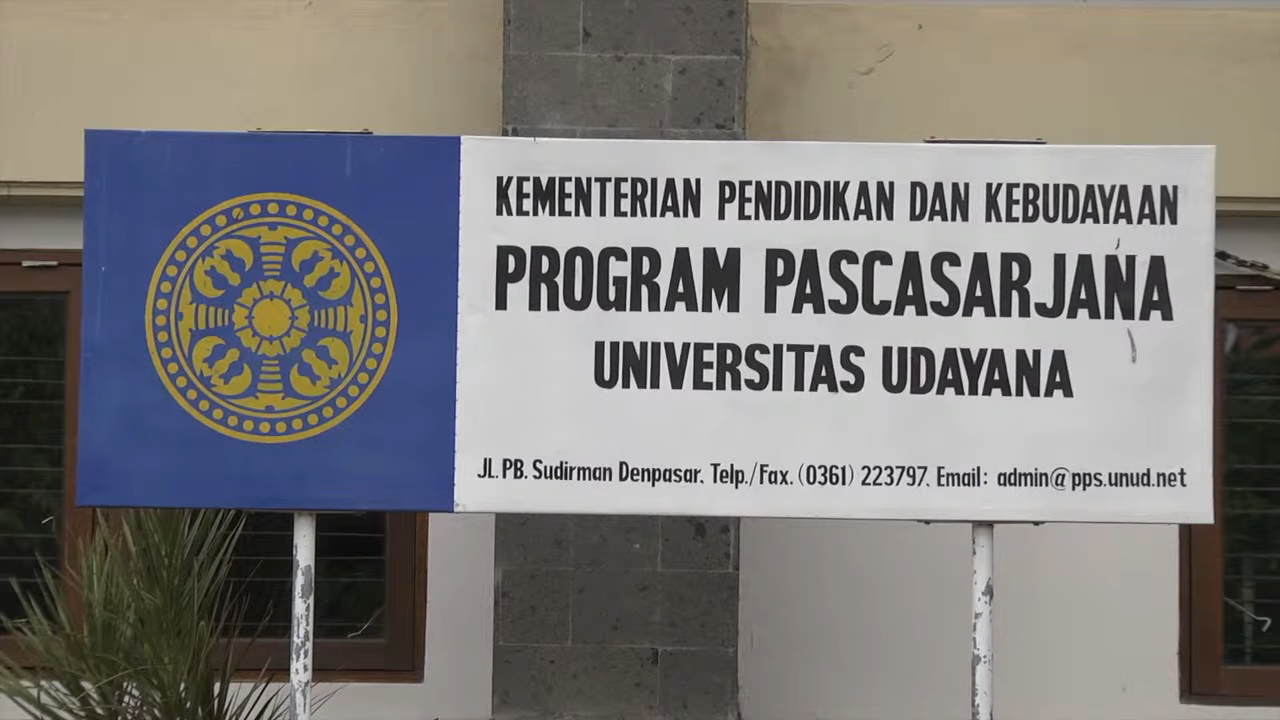 KEMENTERIAN PENDIDIKAN DAN KEBUDAYAAN
PROGRAM PASCASARJANA
UNIVERSITAS UDAYANA
JL. PB. Sudirman Denpasar, Telp./Fax. (0361) 223797, Email: admin@pps.unud.net